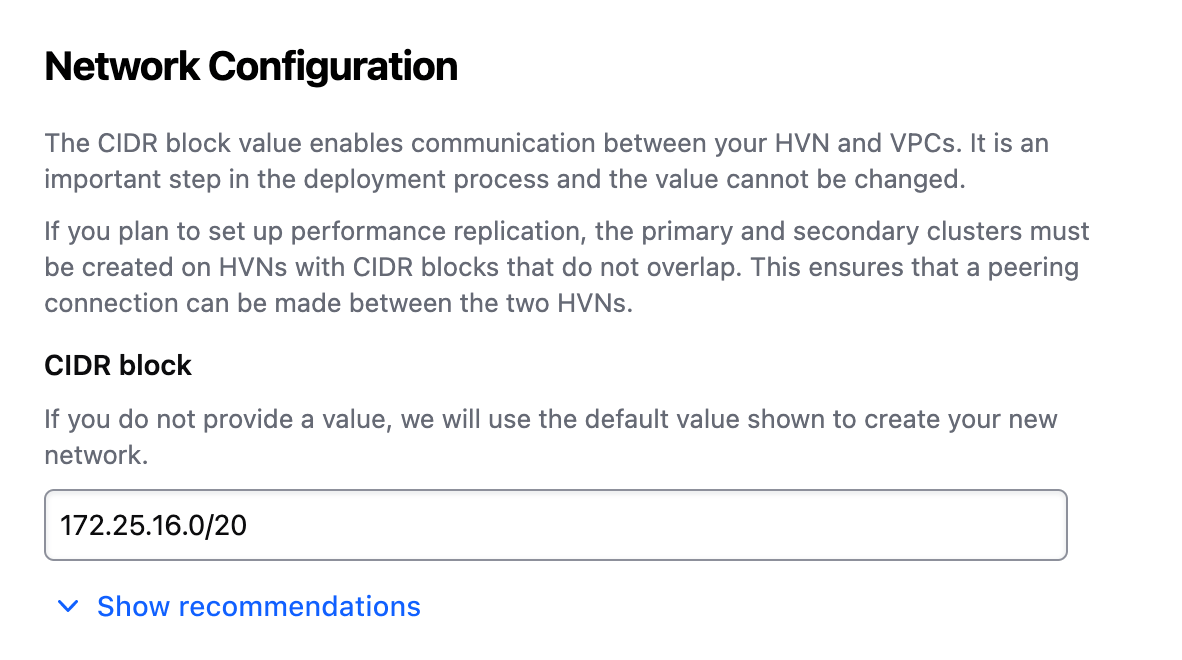 Network Configuration
The CIDR block value enables communication between your HVN and VPCs. It is an
important step in the deployment process and the value cannot be changed.
If you plan to set up performance replication, the primary and secondary clusters must
be created on HVNs with CIDR blocks that do not overlap. This ensures that a peering
connection can be made between the two HVNs.
CIDR block
If you do not provide a value, we will use the default value shown to create your new
network.
172.25.16.0/20
Show recommendations